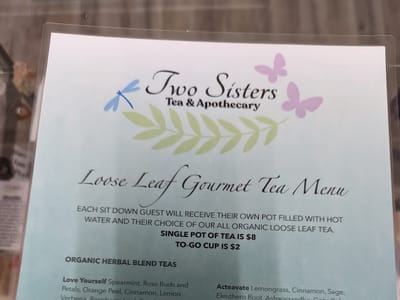 Two Sisters
Tea & Apothecary
Loose Leaf Gourmet Tea Menu
EACH SIT DOWN GUEST WILL RECEIVE THEIR OWN POT FILLED WITH HOT
WATER AND THEIR CHOICE OF OUR ALL ORGANIC LOOSE LEAF TEA.
SINGLE POT OF TEA IS $8
TO-GO CUP IS $2
ORGANIC HERBAL BLEND TEAS
Love Yourself Spearmint, Rose Buds and
Petals, Orange Peel, Cinnamon, Lemon
Acteavate Lemongrass, Cinnamon, Sage,